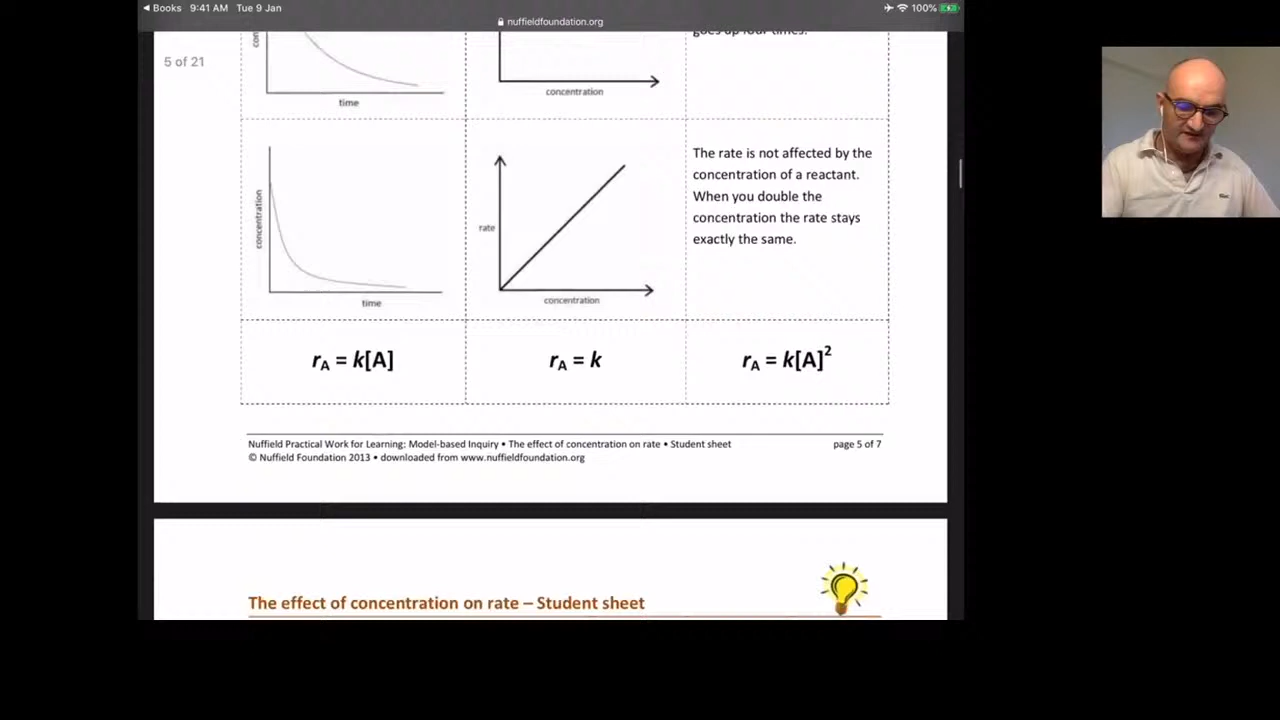 Books 9:41 AM Tue 9 Jan 100%
nuffieldfoundation.org
5 of 21
con
goes up four times.
concentration
time
The rate is not affected by the
concentration of a reactant.
When you double the
concentration the rate stays
exactly the same.
concentration
rate
time
concentration
rA = k[A]
rA = k
rA = k[A]2
Nuffield Practical Work for Learning: Model-based Inquiry • The effect of concentration on rate • Student sheet page 5 of 7
© Nuffield Foundation 2013 • downloaded from www.nuffieldfoundation.org
The effect of concentration on rate – Student sheet